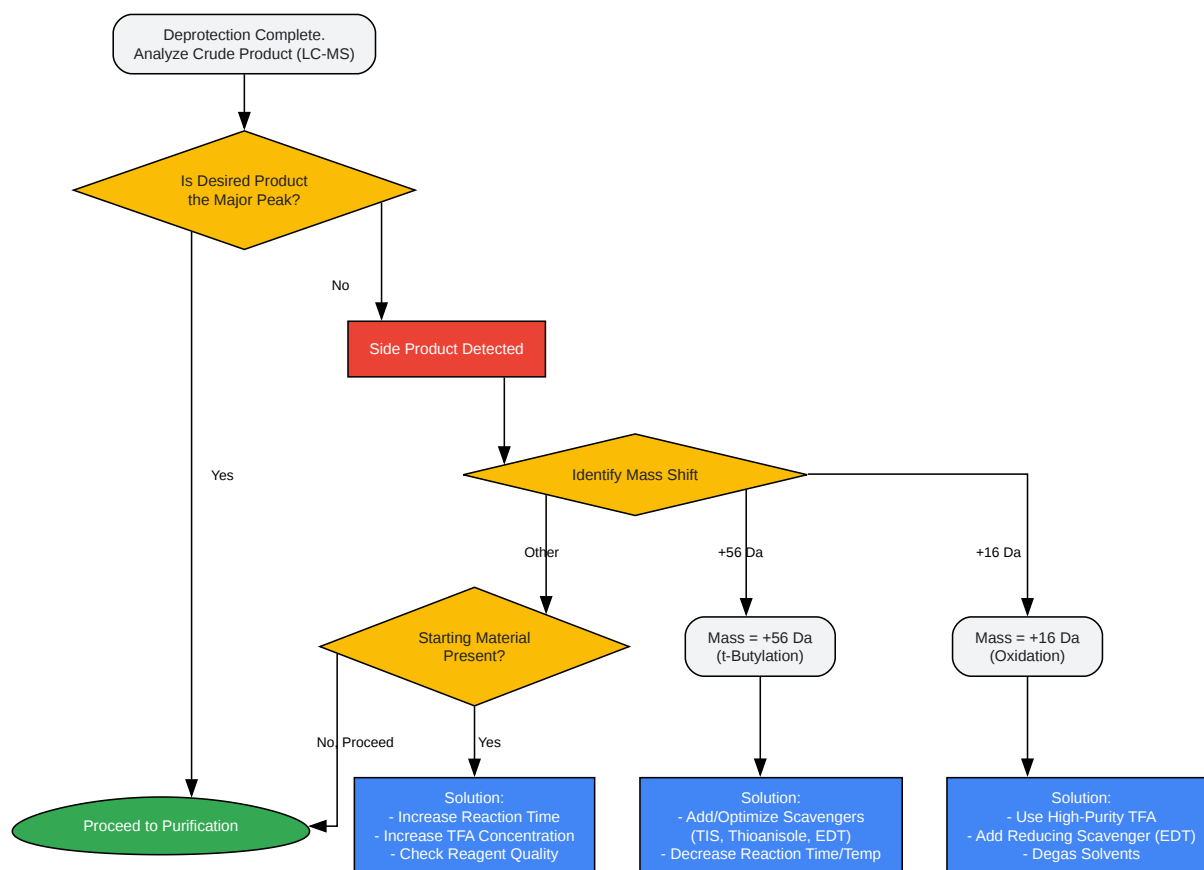 Deprotection Complete.
Analyze Crude Product (LC-MS)
Is Desired Product
the Major Peak?
No
Side Product Detected
Yes
Identify Mass Shift
Other
+56 Da
+16 Da
Starting Material
Present?
Mass = +56 Da
(t-Butylation)
Mass = +16 Da
(Oxidation)
No, Proceed
Yes
Proceed to Purification
Solution:
- Increase Reaction Time
- Increase TFA Concentration
- Check Reagent Quality
Solution:
- Add/Optimize Scavengers
(TIS, Thioanisole, EDT)
- Decrease Reaction Time/Temp
Solution:
- Use High-Purity TFA
- Add Reducing Scavenger (EDT)
- Degas Solvents